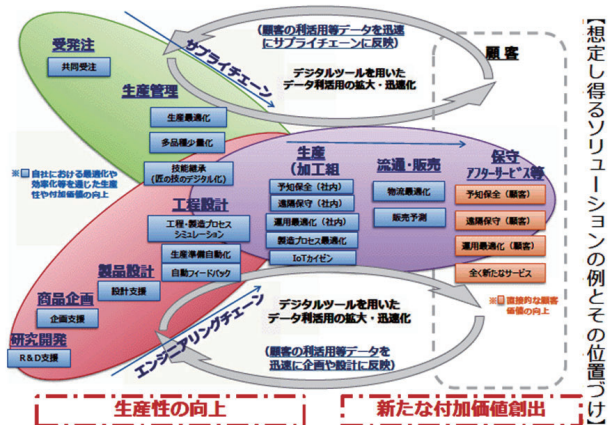 【想定し得るソリューションの例とその位置づけ】
受発注
共同受注
サプライチェーン
(顧客の利活用等データを迅速
にサプライチェーンに反映)
デジタルツールを用いた
データ利活用の拡大・迅速化
顧客
生産管理
生産最適化
多品種少量化
技能継承
(匠の技のデジタル化)
※□自社における最適化や
効率化等を通じた生産
性や付加価値の向上
生産
(加工組
予知保全（社内）
遠隔保守（社内）
運用最適化（社内）
製造プロセス最適化
IoTカイゼン
流通・販売
物流最適化
販売予測
保守
アフターサービス等
予知保全（顧客）
遠隔保守（顧客）
運用最適化（顧客）
全く新たなサービス
※□直接的な顧客
価値の向上
工程設計
工程・製造プロセス
シミュレーション
生産準備自動化
自動フィードバック
製品設計
設計支援
商品企画
企画支援
研究開発
R＆D支援
エンジニアリングチェーン
デジタルツールを用いた
データ利活用の拡大・迅速化
(顧客の利活用等データを
迅速に企画や設計に反映)
生産性の向上
新たな付加価値創出